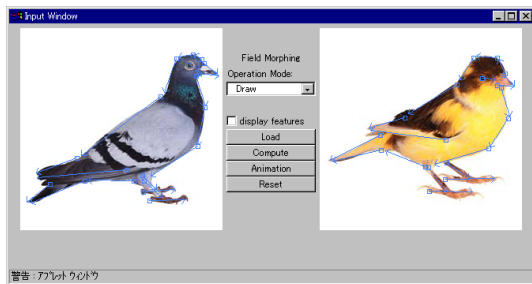 Input Window
Field Morphing
Operation Mode:
Draw
display features
Load
Compute
Animation
Reset
警告 : アプレット ウィンドウ